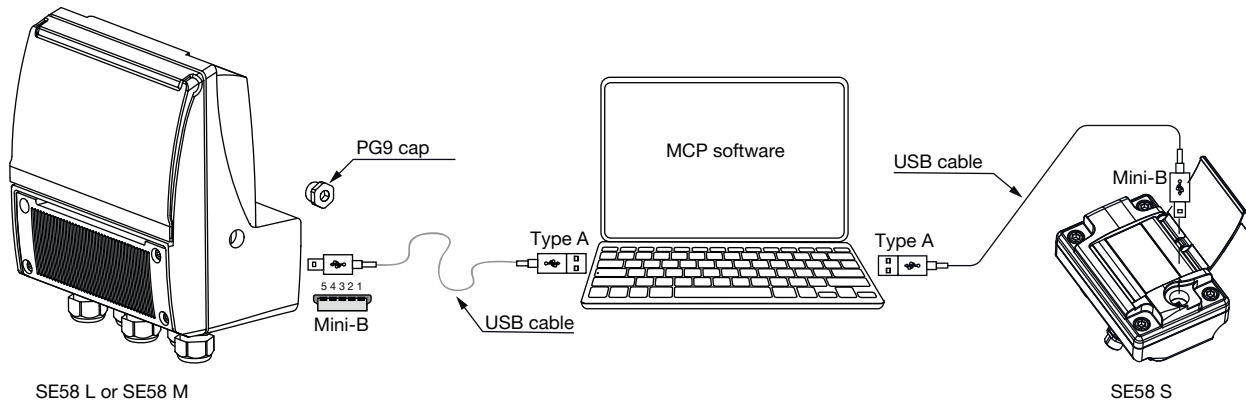 PG9 cap
MCP software
USB cable
Mini-B
Type A
Type A
5 4 3 2 1
Mini-B
USB cable
SE58 L or SE58 M
SE58 S